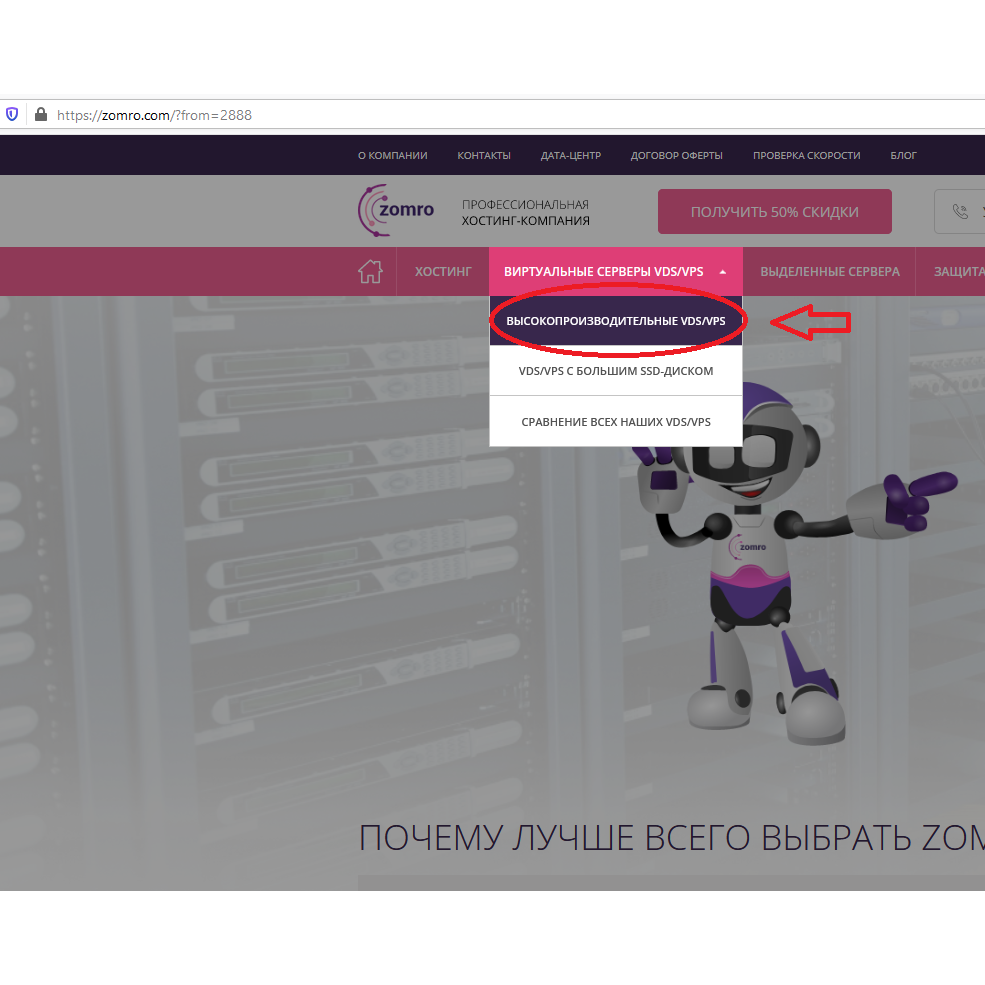 https://zomro.com/?from=2888
О КОМПАНИИ КОНТАКТЫ ДАТА-ЦЕНТР ДОГОВОР ОФЕРТЫ ПРОВЕРКА СКОРОСТИ БЛОГ
zomro
ПРОФЕССИОНАЛЬНАЯ
ХОСТИНГ-КОМПАНИЯ
ПОЛУЧИТЬ 50% СКИДКИ
ХОСТИНГ ВИРТУАЛЬНЫЕ СЕРВЕРЫ VDS/VPS ВЫДЕЛЕННЫЕ СЕРВЕРА ЗАЩИТА
ВЫСОКОПРОИЗВОДИТЕЛЬНЫЕ VDS/VPS
VDS/VPS С БОЛЬШИМ SSD-ДИСКОМ
СРАВНЕНИЕ ВСЕХ НАШИХ VDS/VPS
zomro
ПОЧЕМУ ЛУЧШЕ ВСЕГО ВЫБРАТЬ ZOM